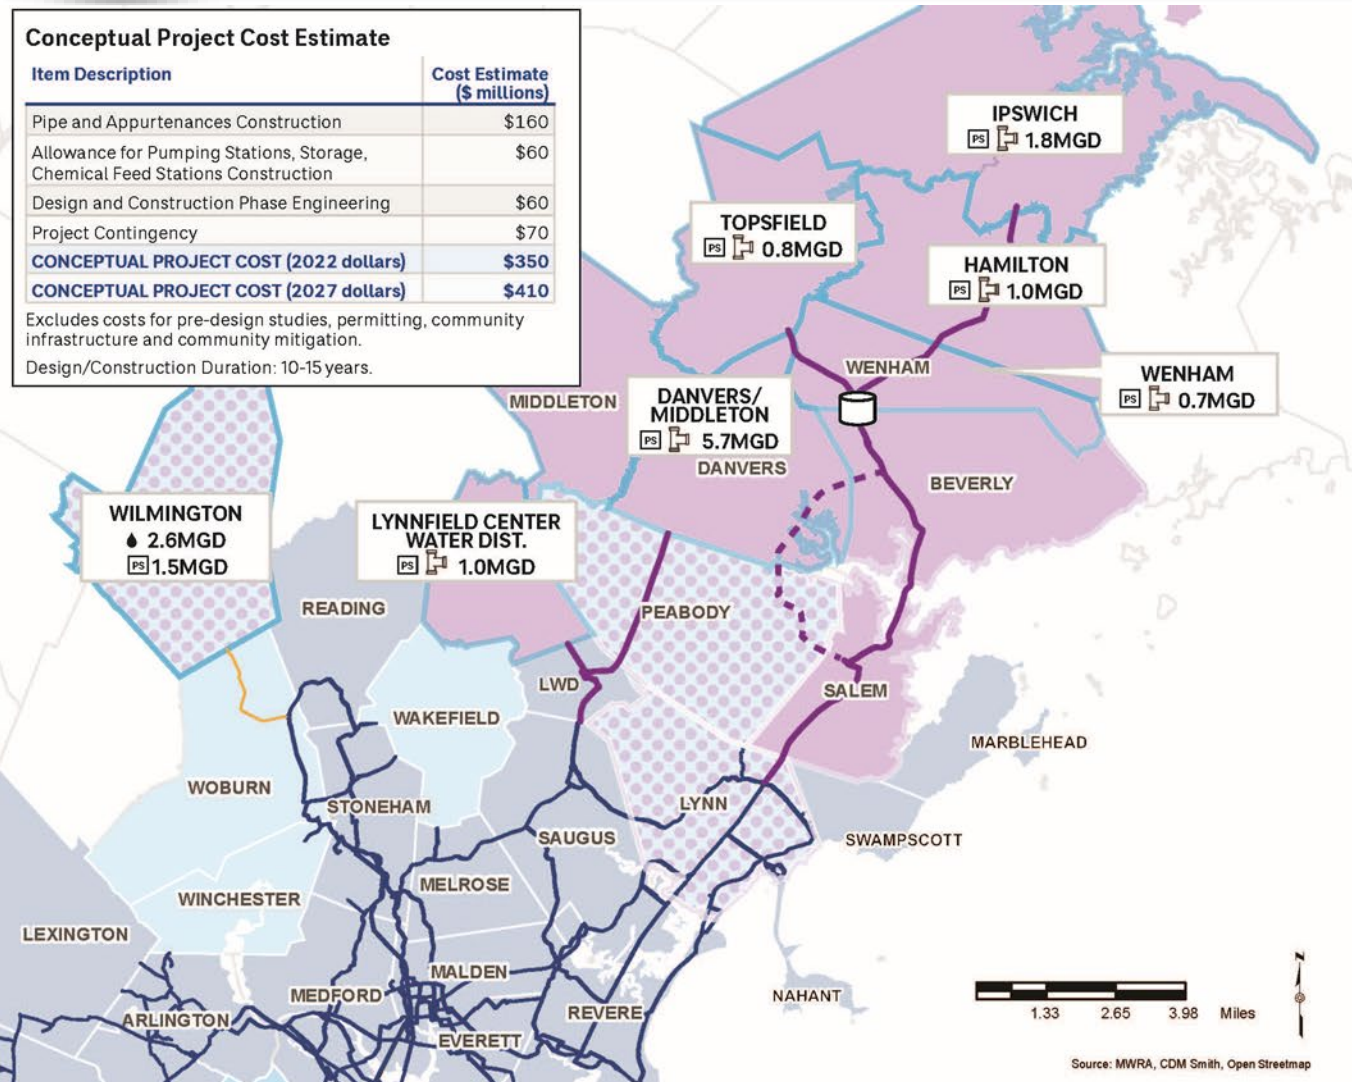 Conceptual Project Cost Estimate
Item Description
Cost Estimate
($ millions)
Pipe and Appurtenances Construction
$160
Allowance for Pumping Stations, Storage,
Chemical Feed Stations Construction
$60
Design and Construction Phase Engineering
$60
Project Contingency
$70
CONCEPTUAL PROJECT COST (2022 dollars)
$350
CONCEPTUAL PROJECT COST (2027 dollars)
$410
Excludes costs for pre-design studies, permitting, community
infrastructure and community mitigation.
Design/Construction Duration: 10-15 years.
IPSWICH
PS 1.8MGD
TOPSFIELD
PS 0.8MGD
HAMILTON
PS 1.0MGD
WENHAM
WENHAM
PS 0.7MGD
MIDDLETON
DANVERS/
MIDDLETON
PS 5.7MGD
DANVERS
BEVERLY
WILMINGTON
2.6MGD
PS 1.5MGD
LYNNFIELD CENTER
WATER DIST.
PS 1.0MGD
READING
PEABODY
LWD
SALEM
WAKEFIELD
MARBLEHEAD
WOBURN
STONEHAM
LYNN
SAUGUS
SWAMPSCOTT
MELROSE
WINCHESTER
LEXINGTON
MALDEN
MEDFORD
NAHANT
REVERE
ARLINGTON
EVERETT
N
1.33 2.65 3.98 Miles
Source: MWRA, CDM Smith, Open Streetmap